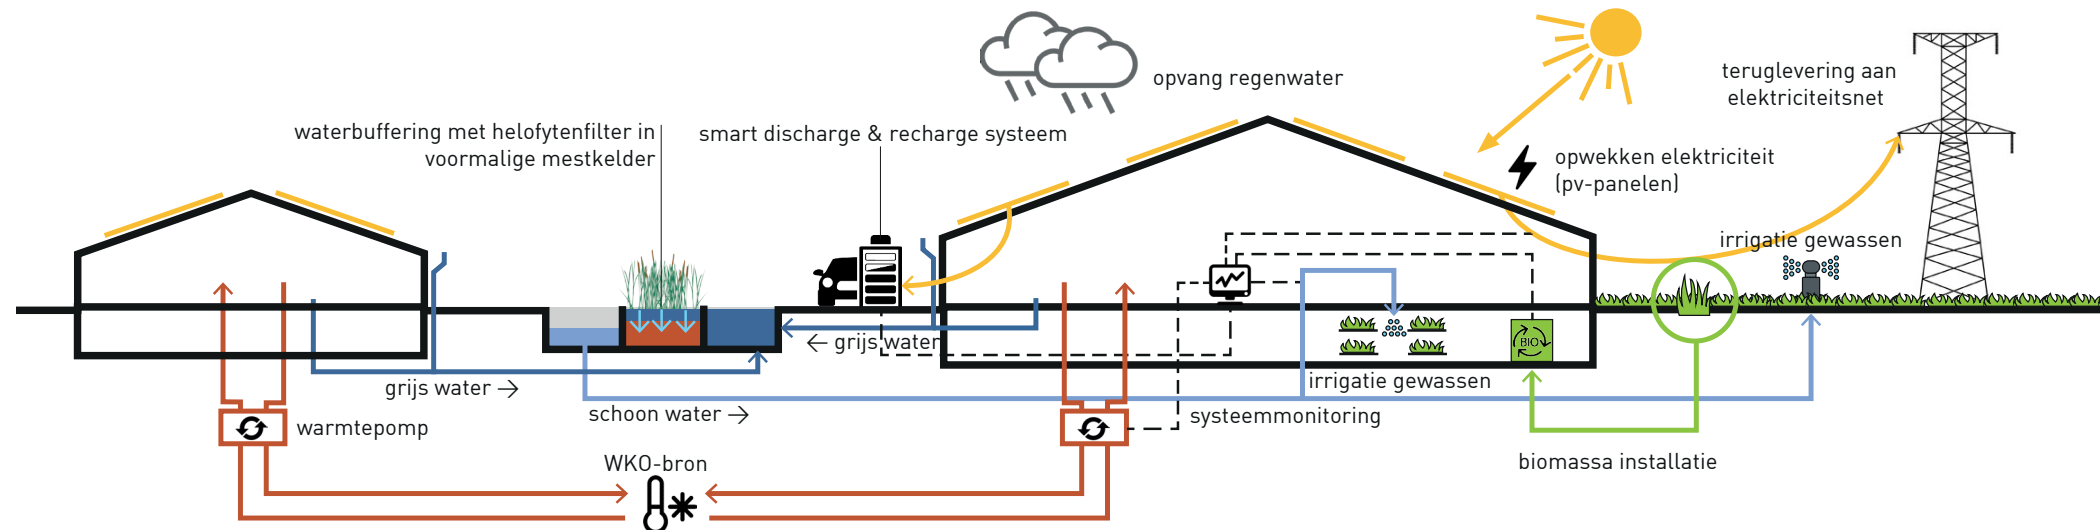 opvang regenwater
teruglevering aan
elektriciteitsnet
waterbuffering met helofytenfilter in
voormalige mestkelder
smart discharge & recharge systeem
opwekken elektriciteit
(pv-panelen)
irrigatie gewassen
← grijs water
BIO
grijs water →
irrigatie gewassen
schoon water →
systeemmonitoring
warmtepomp
WKO-bron
biomassa installatie